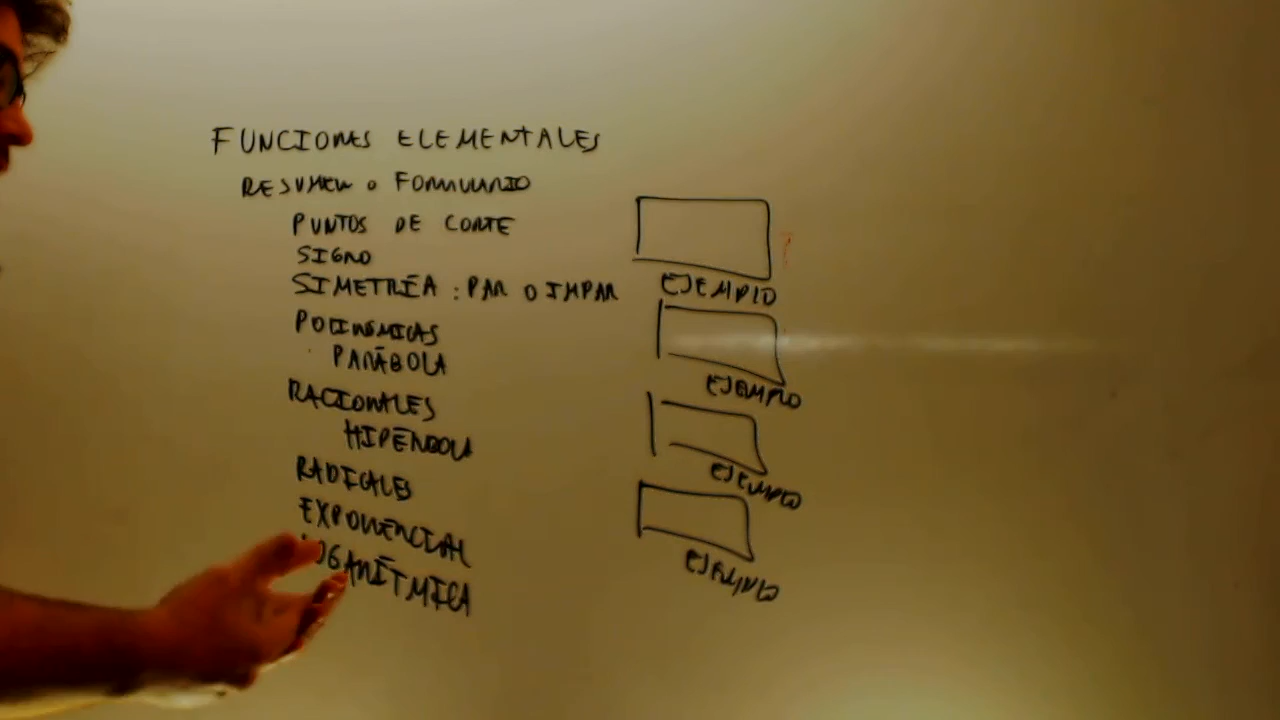 FUNCIONES ELEMENTALES
RESUMEN O FORMULARIO
PUNTOS DE CORTE
SIGNO
SIMETRÍA : PAR O IMPAR
EJEMPLO
POLINÓMICAS
PARÁBOLA
EJEMPLO
RACIONALES
HIPÉRBOLA
EJEMPLO
RADICALES
EXPONENCIAL
EJEMPLO
LOGARÍTMICA